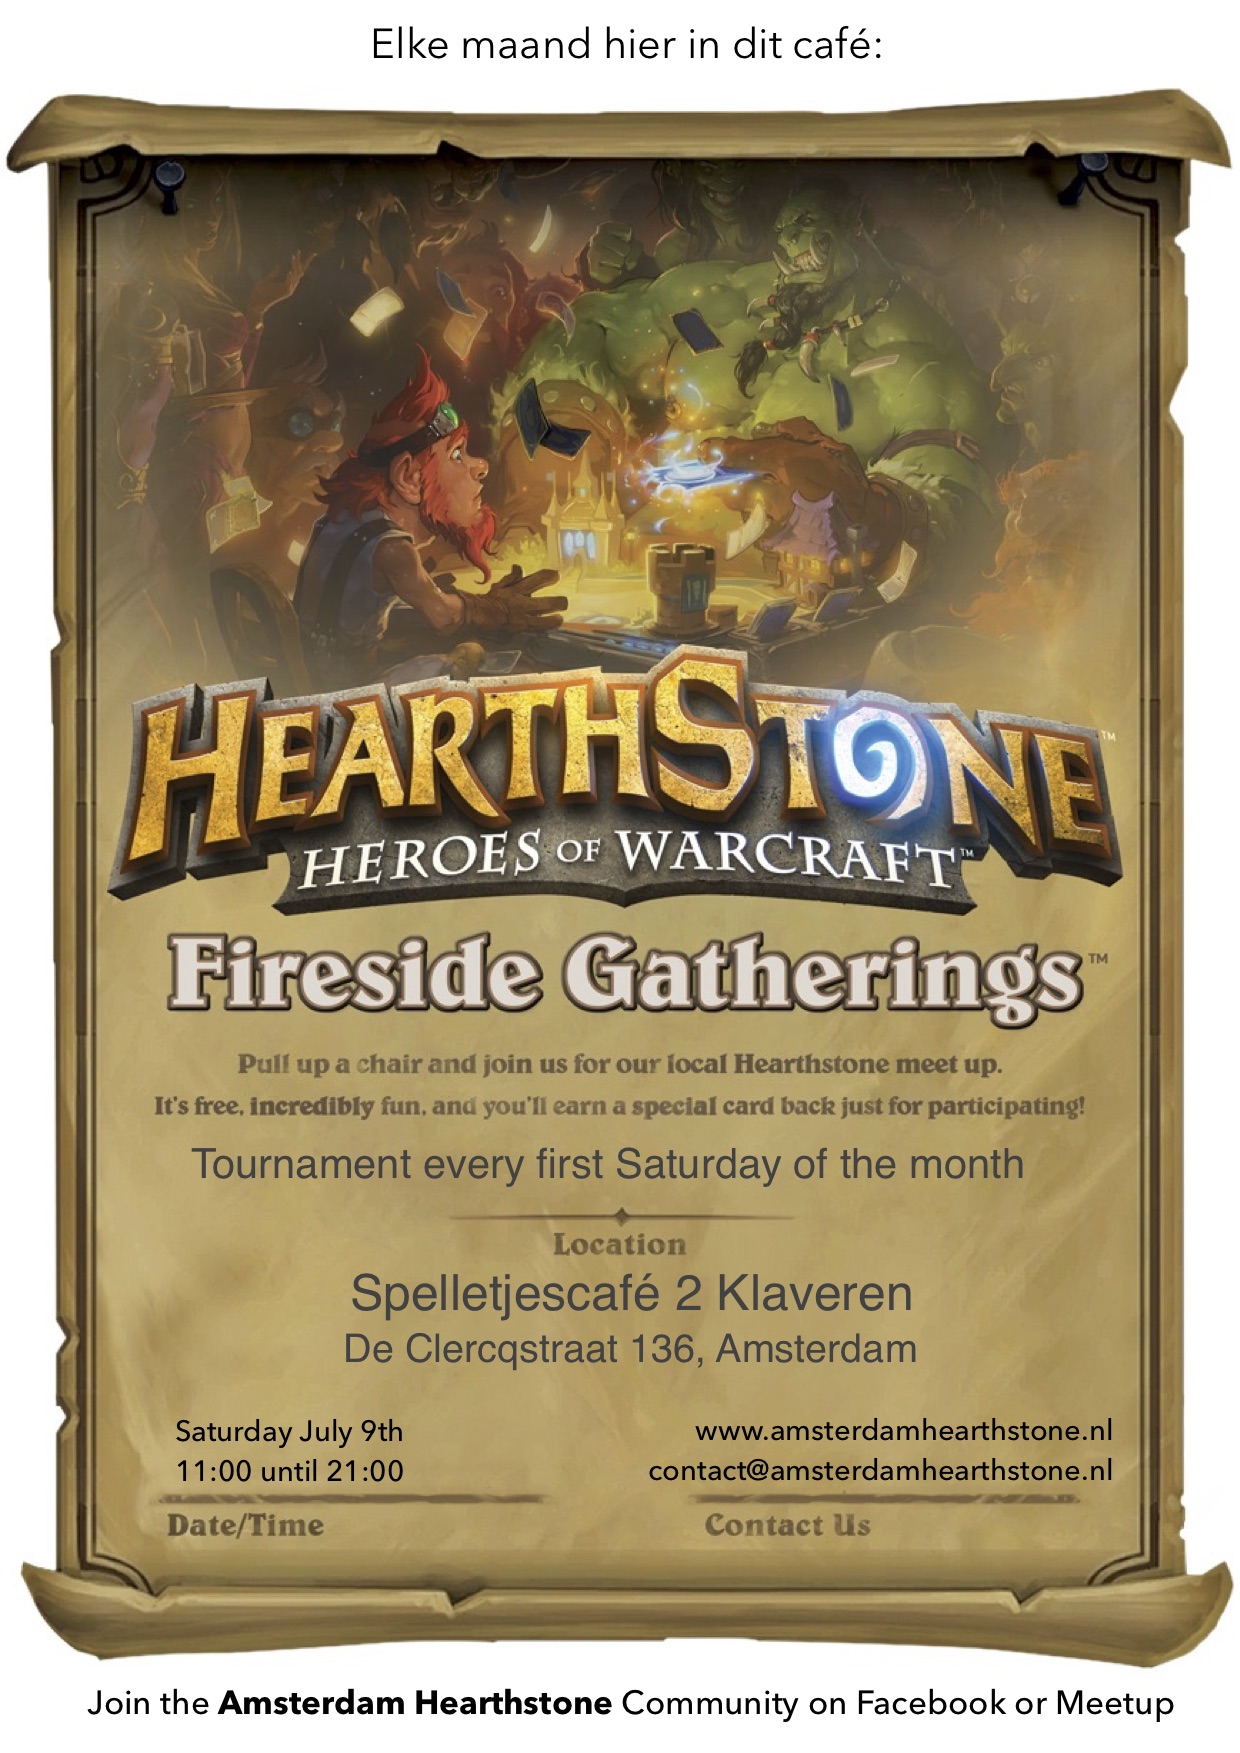 Elke maand hier in dit café:
HEARTHSTONE™
HEROES OF WARCRAFT™
Fireside Gatherings™
Pull up a chair and join us for our local Hearthstone meet up.
It's free, incredibly fun, and you'll earn a special card back just for participating!
Tournament every first Saturday of the month
Location
Spelletjescafé 2 Klaveren
De Clercqstraat 136, Amsterdam
Saturday July 9th
11:00 until 21:00
Date/Time
www.amsterdamhearthstone.nl
contact@amsterdamhearthstone.nl
Contact Us
Join the Amsterdam Hearthstone Community on Facebook or Meetup